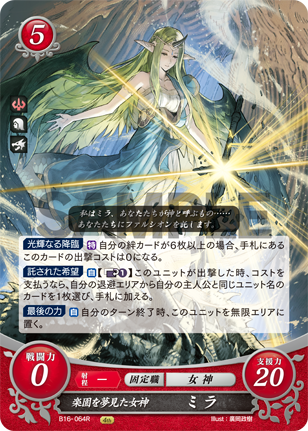 5
私はミラ、あなたたちが神と呼ぶもの……
あなたたちにファルシオンを託します。
光輝なる降臨 特 自分の絆カードが6枚以上の場合、手札にある
このカードの出撃コストは0になる。
託された希望 自 【1】このユニットが出撃した時、コストを
支払うなら、自分の退避エリアから自分の主人公と同じユニット名の
カードを1枚選び、手札に加える。
最後の力 自 自分のターン終了時、このユニットを無限エリアに
置く。
戦闘力
0
射程 一
固定職
女神
支援力
20
楽園を夢見た女神 ミラ
B16-064R
Illust：廣岡政樹